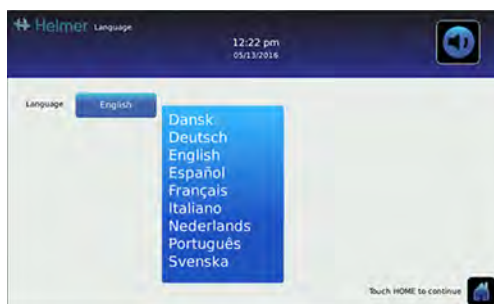 Helmer Language
12:22 pm
05/13/2016
Language English
Dansk
Deutsch
English
Español
Français
Italiano
Nederlands
Português
Svenska
Touch HOME to continue